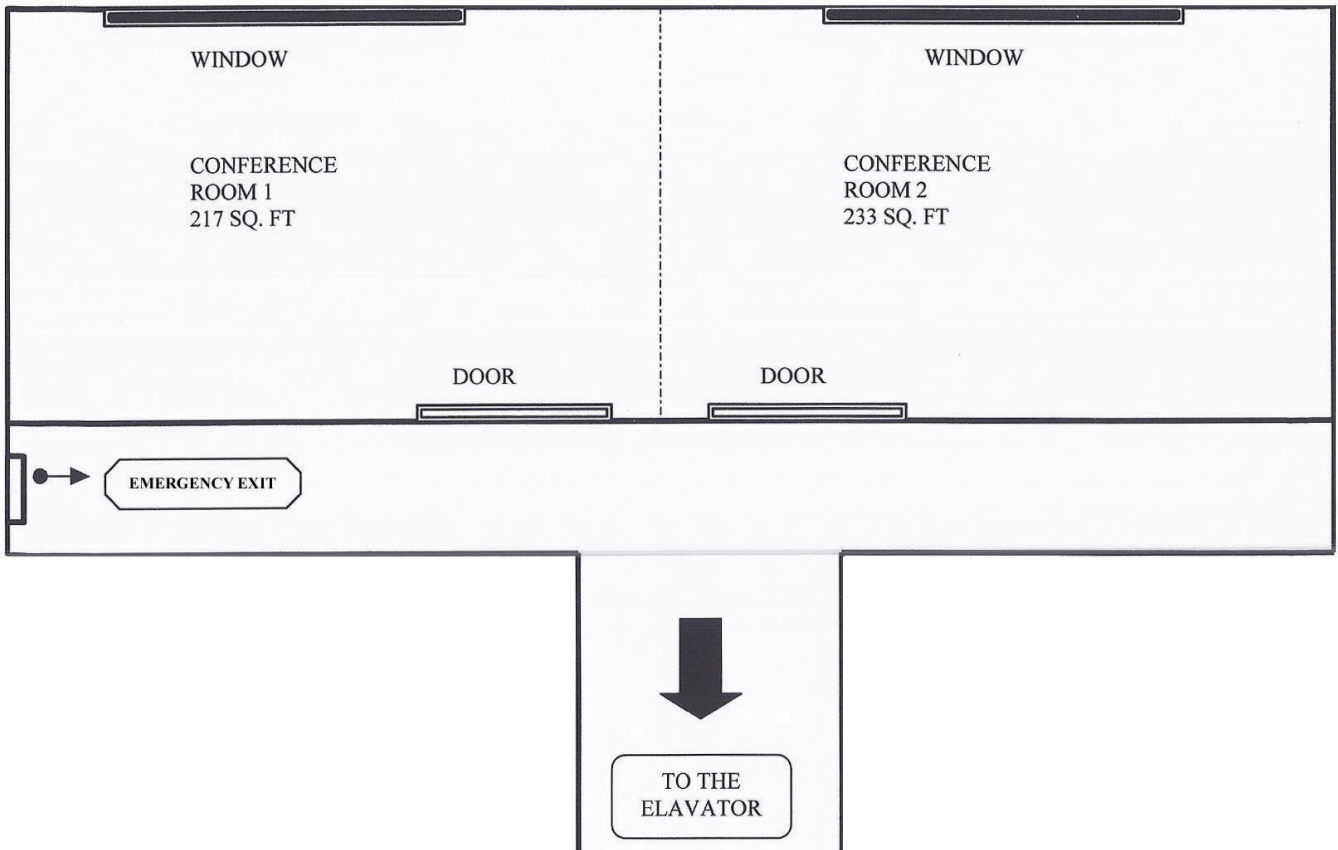 WINDOW
WINDOW
CONFERENCE
ROOM 1
217 SQ. FT
CONFERENCE
ROOM 2
233 SQ. FT
DOOR
DOOR
EMERGENCY EXIT
TO THE
ELAVATOR